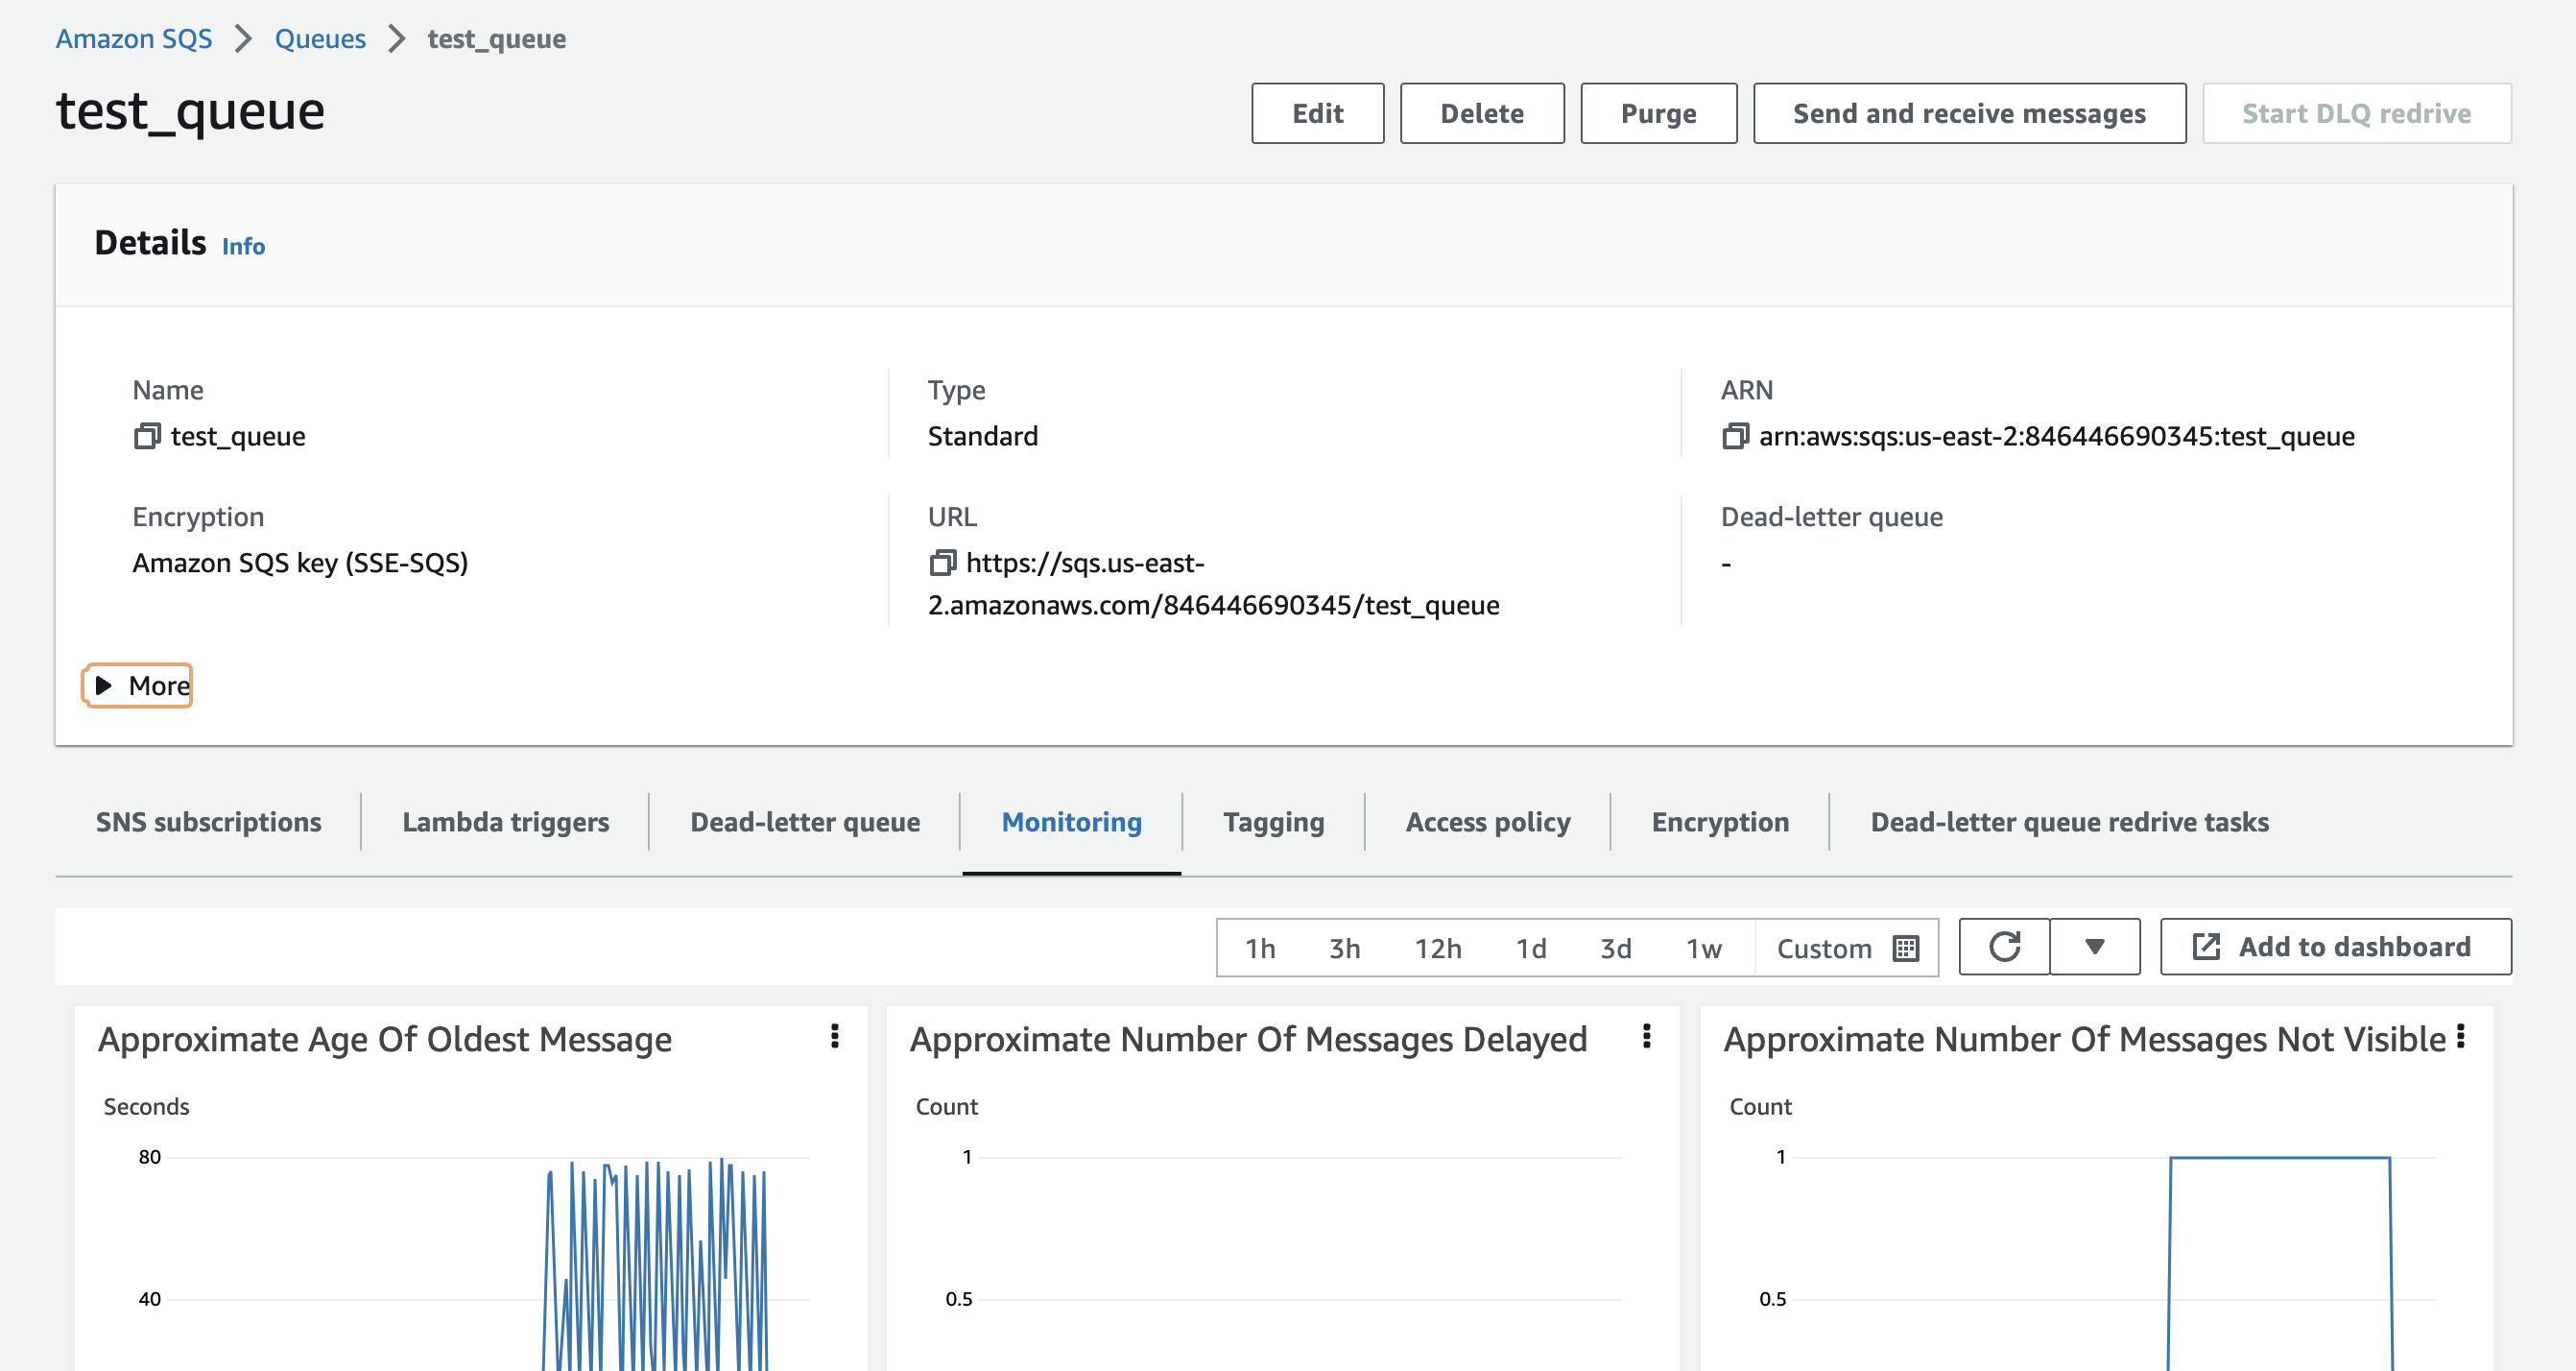 Amazon SQS > Queues > test_queue
test_queue
Edit
Delete
Purge
Send and receive messages
Start DLQ redrive
Details Info
Name
test_queue
Type
Standard
ARN
arn:aws:sqs:us-east-2:846446690345:test_queue
Encryption
Amazon SQS key (SSE-SQS)
URL
https://sqs.us-east-
2.amazonaws.com/846446690345/test_queue
Dead-letter queue
-
More
SNS subscriptions
Lambda triggers
Dead-letter queue
Monitoring
Tagging
Access policy
Encryption
Dead-letter queue redrive tasks
1h
3h
12h
1d
3d
1w
Custom
Add to dashboard
Approximate Age Of Oldest Message
Seconds
80
40
Approximate Number Of Messages Delayed
Count
1
0.5
Approximate Number Of Messages Not Visible
Count
1
0.5